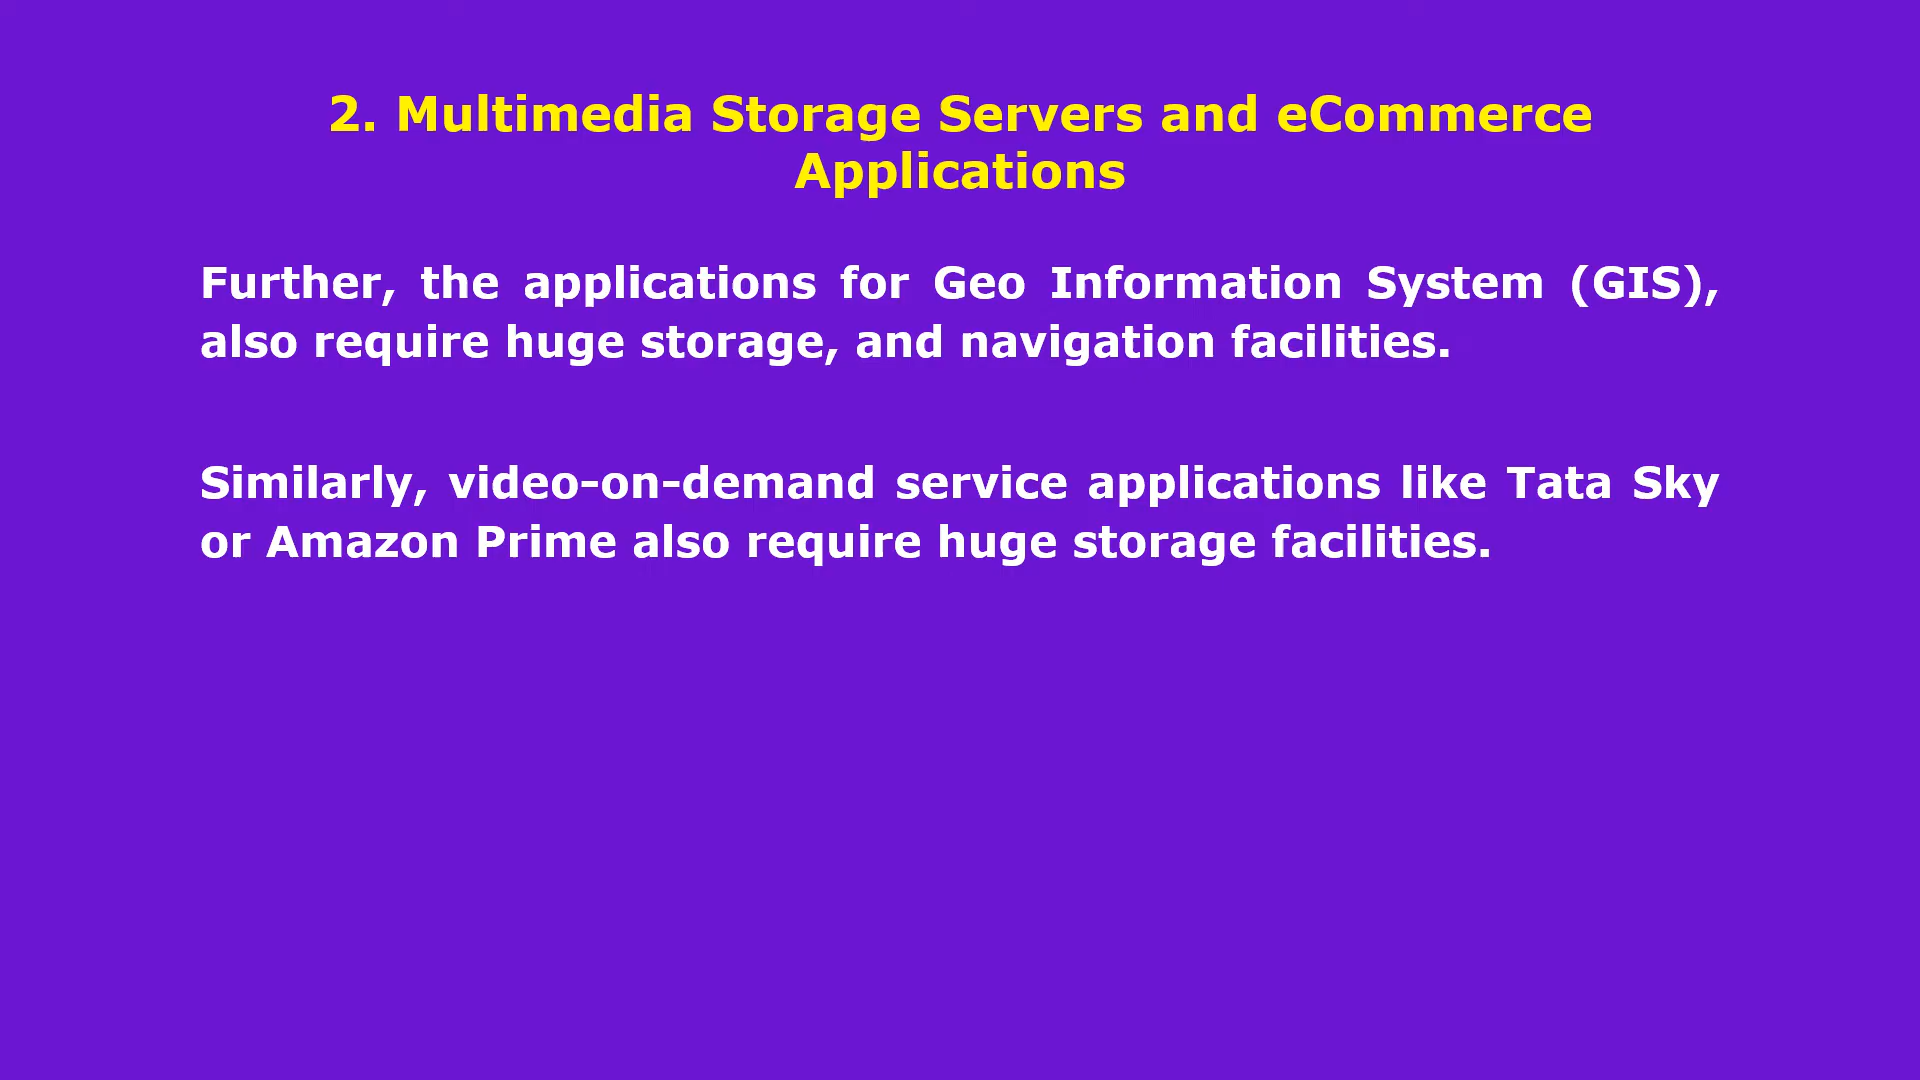 2. Multimedia Storage Servers and eCommerce
Applications
Further, the applications for Geo Information System (GIS),
also require huge storage, and navigation facilities.
Similarly, video-on-demand service applications like Tata Sky
or Amazon Prime also require huge storage facilities.